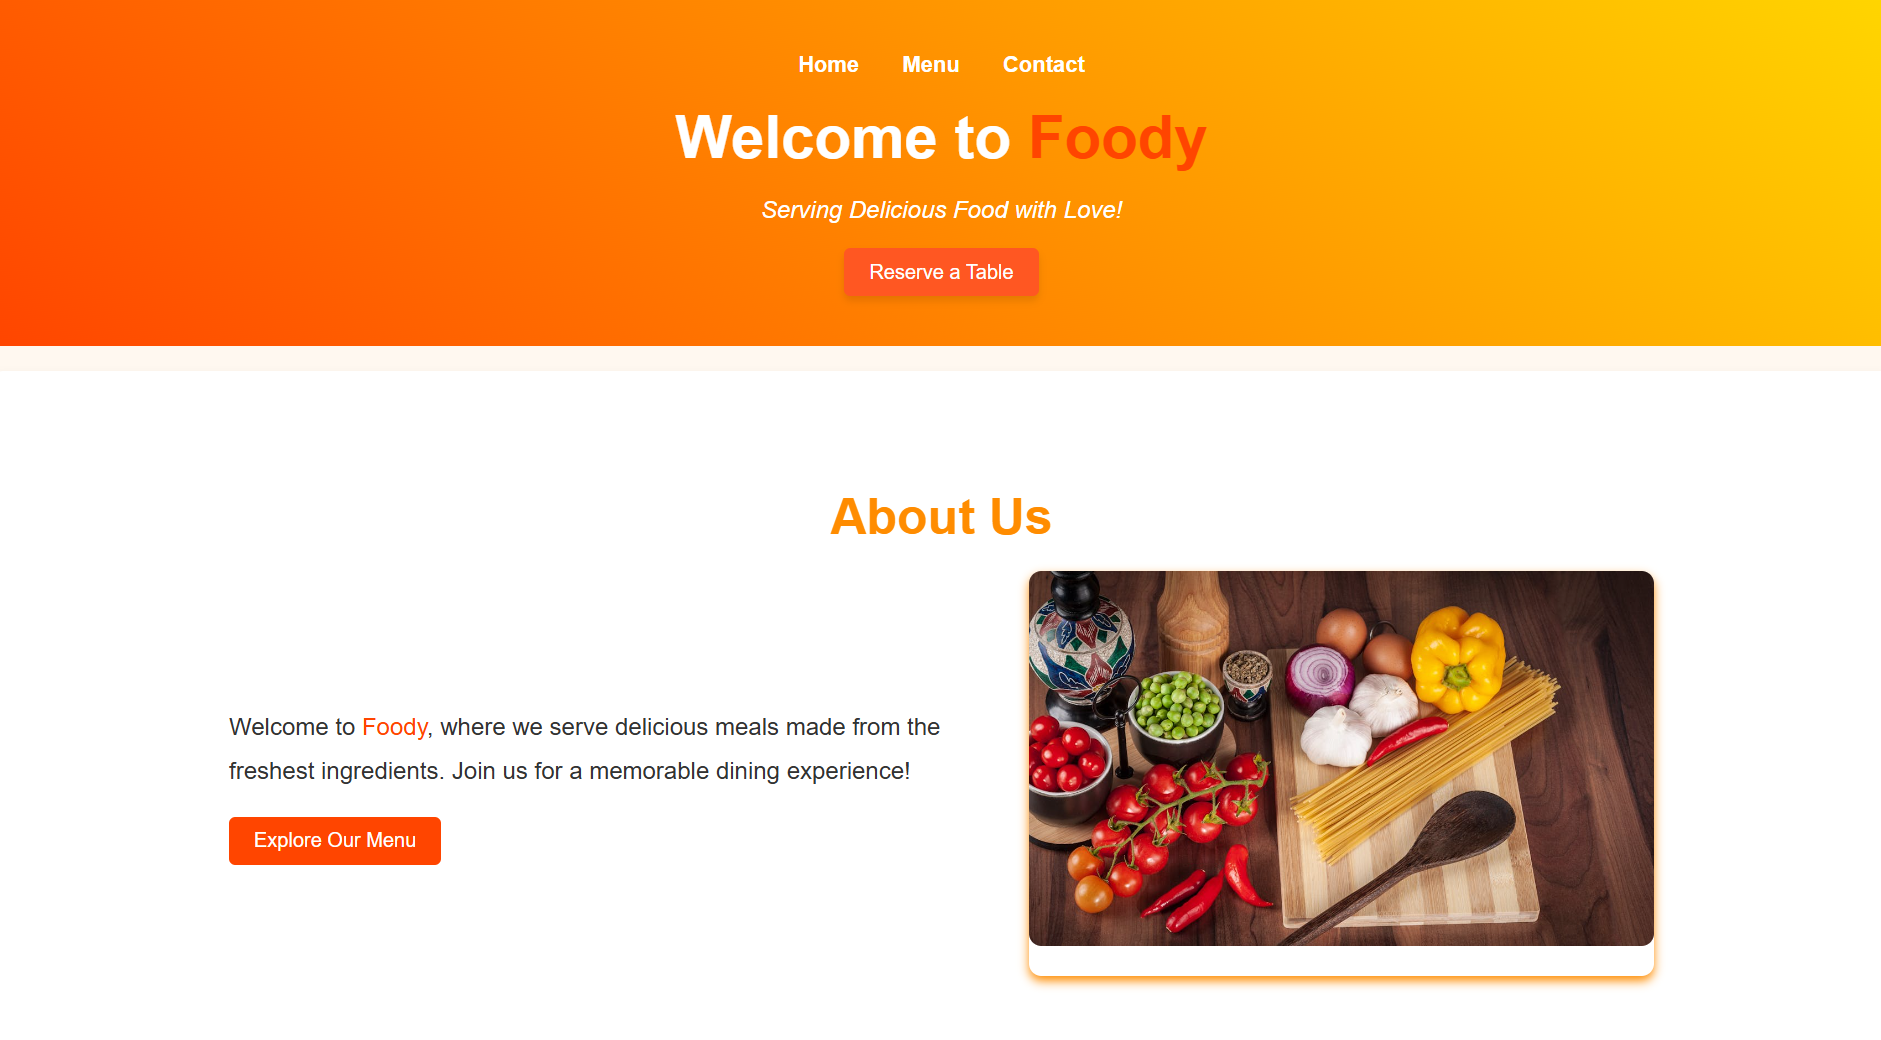 Home Menu Contact
Welcome to Foody
Serving Delicious Food with Love!
Reserve a Table
About Us
Welcome to Foody, where we serve delicious meals made from the
freshest ingredients. Join us for a memorable dining experience!
Explore Our Menu